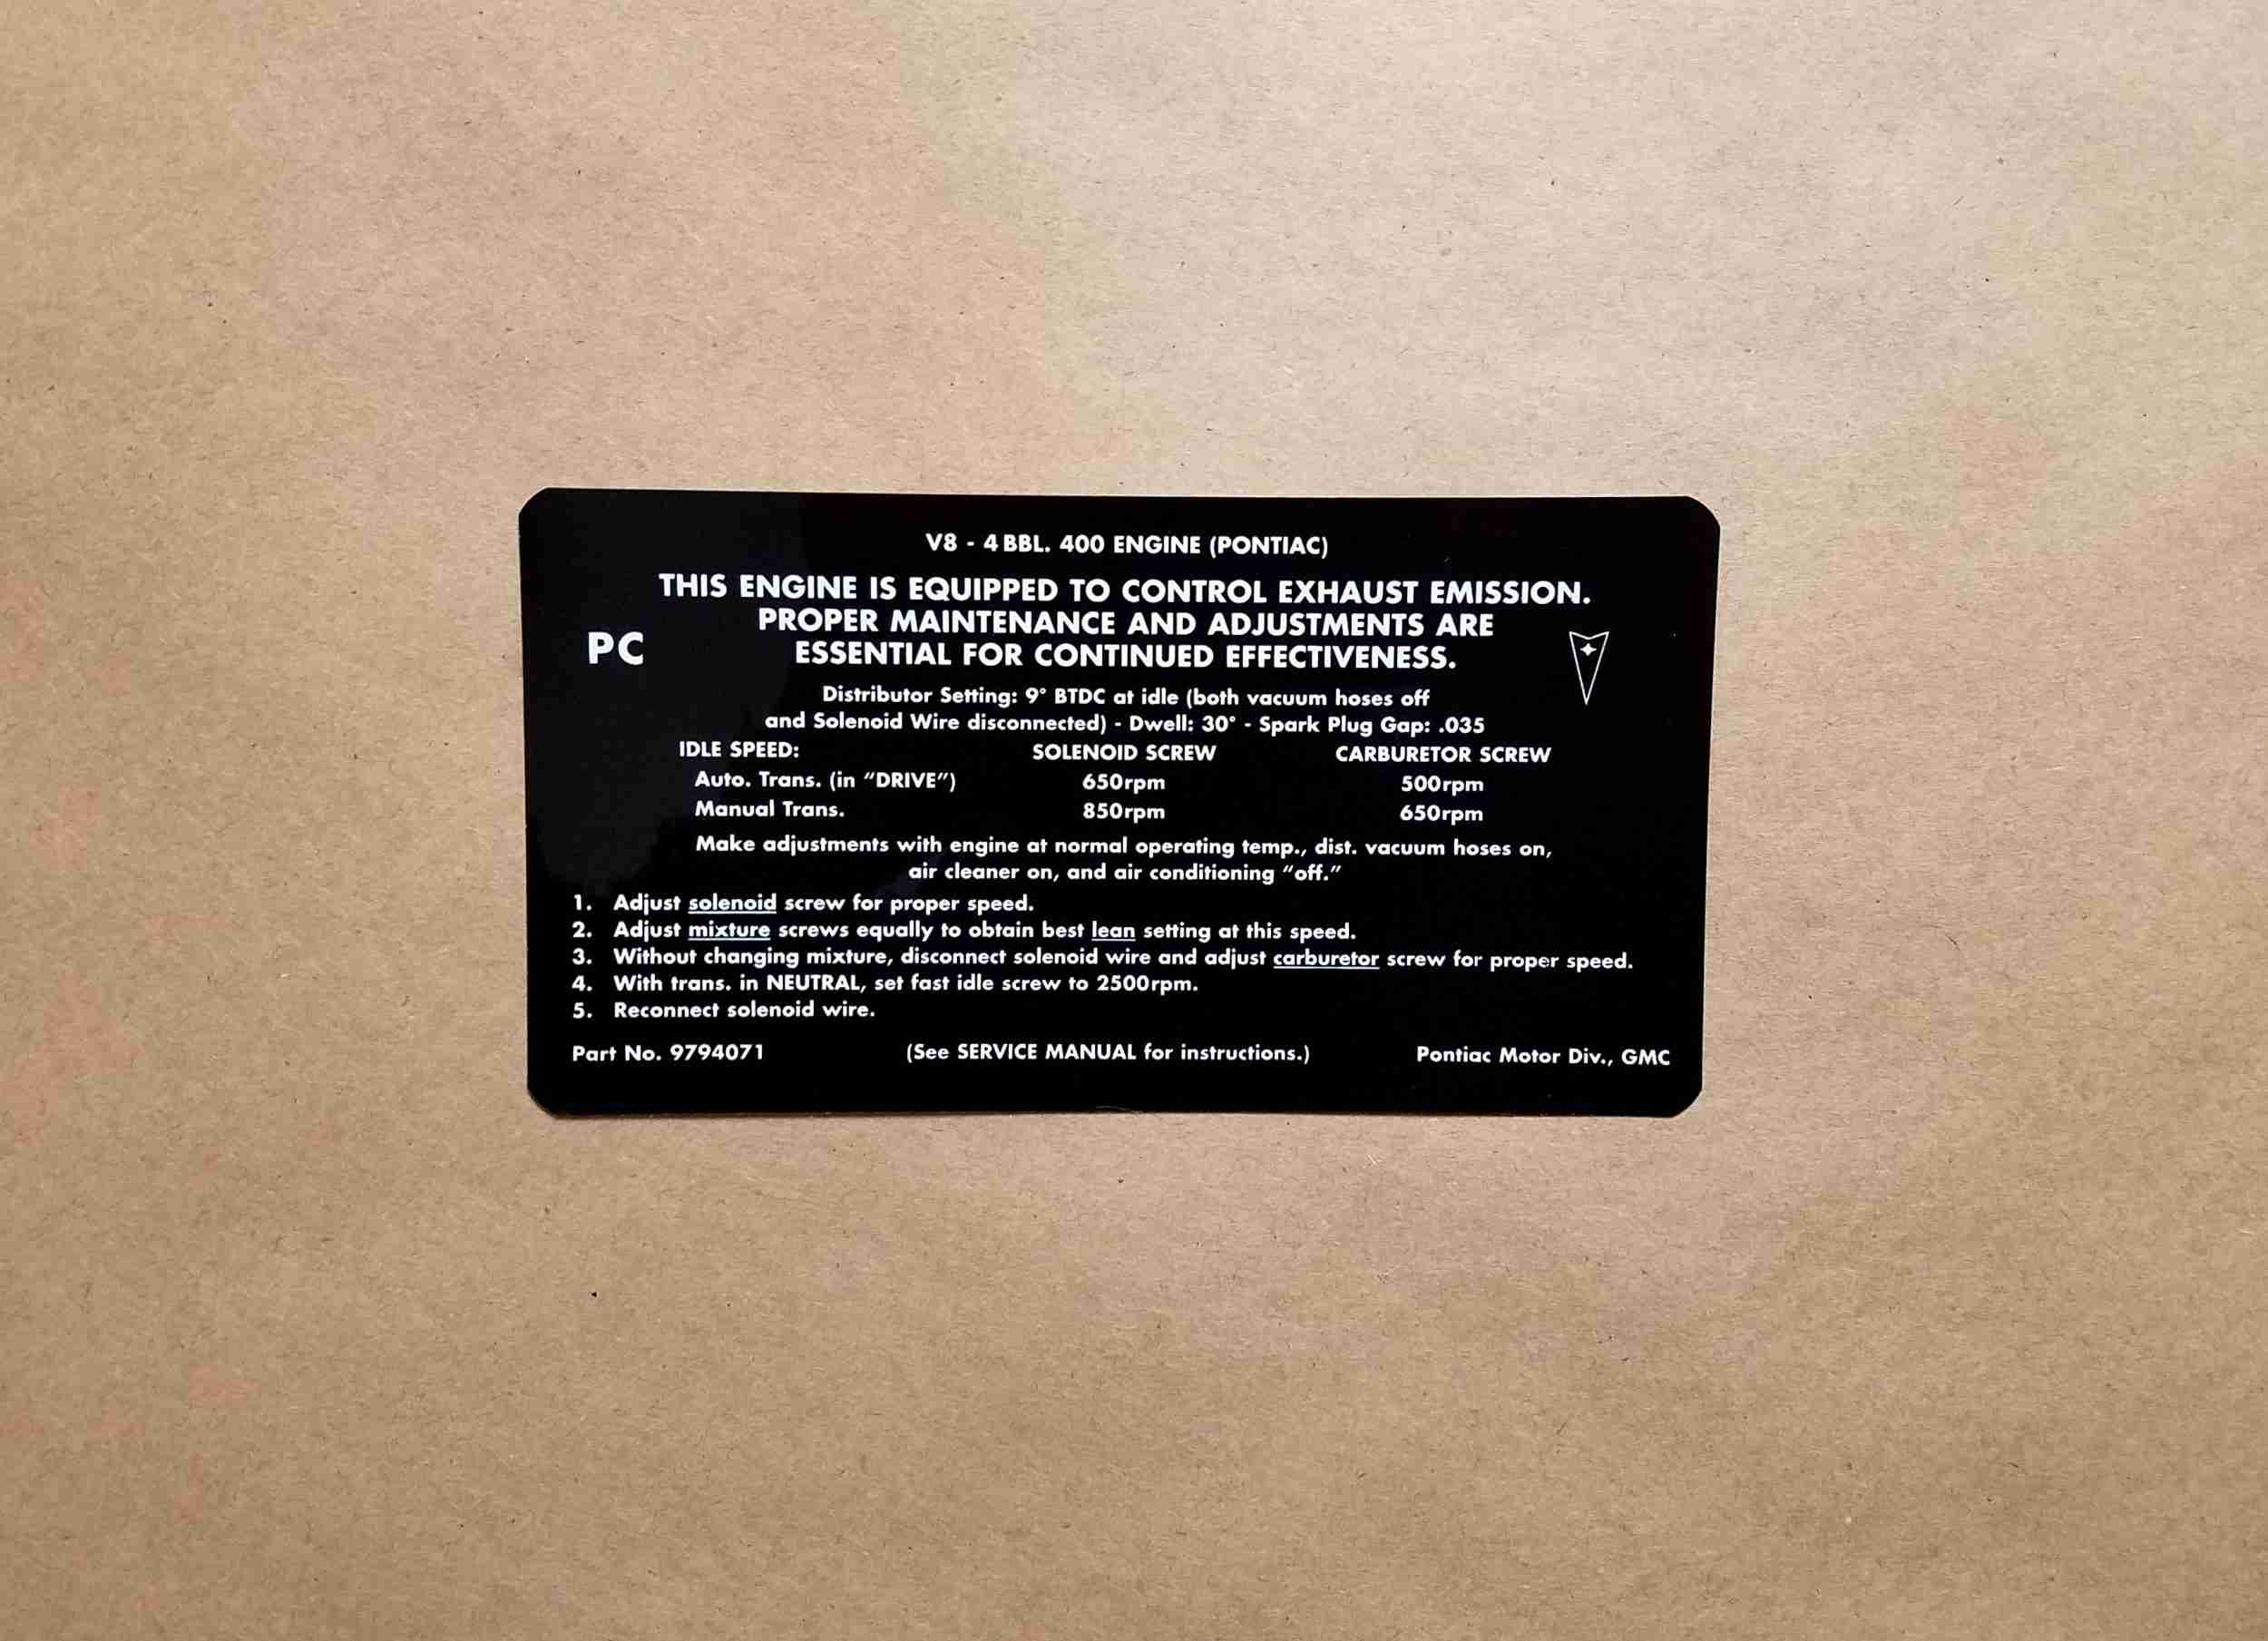 V8 - 4 BBL. 400 ENGINE (PONTIAC)
THIS ENGINE IS EQUIPPED TO CONTROL EXHAUST EMISSION.
PROPER MAINTENANCE AND ADJUSTMENTS ARE
PC
ESSENTIAL FOR CONTINUED EFFECTIVENESS.
Distributor Setting: 9° BTDC at idle (both vacuum hoses off
and Solenoid Wire disconnected) - Dwell: 30° - Spark Plug Gap: .035
IDLE SPEED: SOLENOID SCREW CARBURETOR SCREW
Auto. Trans. (in “DRIVE”) 650rpm 500rpm
Manual Trans. 850rpm 650rpm
Make adjustments with engine at normal operating temp., dist. vacuum hoses on,
air cleaner on, and air conditioning “off.”
1. Adjust solenoid screw for proper speed.
2. Adjust mixture screws equally to obtain best lean setting at this speed.
3. Without changing mixture, disconnect solenoid wire and adjust carburetor screw for proper speed.
4. With trans. in NEUTRAL, set fast idle screw to 2500rpm.
5. Reconnect solenoid wire.
Part No. 9794071 (See SERVICE MANUAL for instructions.) Pontiac Motor Div., GMC